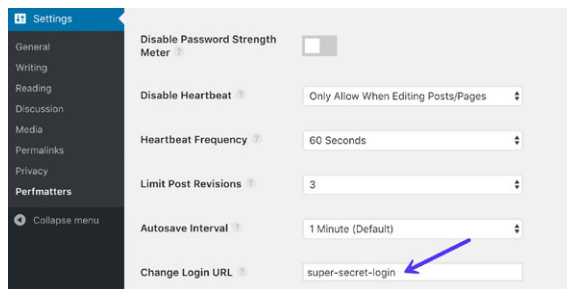 Settings
General
Writing
Reading
Discussion
Media
Permalinks
Privacy
Perfmatters
Collapse menu
Disable Password Strength
Meter ?
Disable Heartbeat ? Only Allow When Editing Posts/Pages
Heartbeat Frequency ? 60 Seconds
Limit Post Revisions ? 3
Autosave Interval ? 1 Minute (Default)
Change Login URL ? super-secret-login